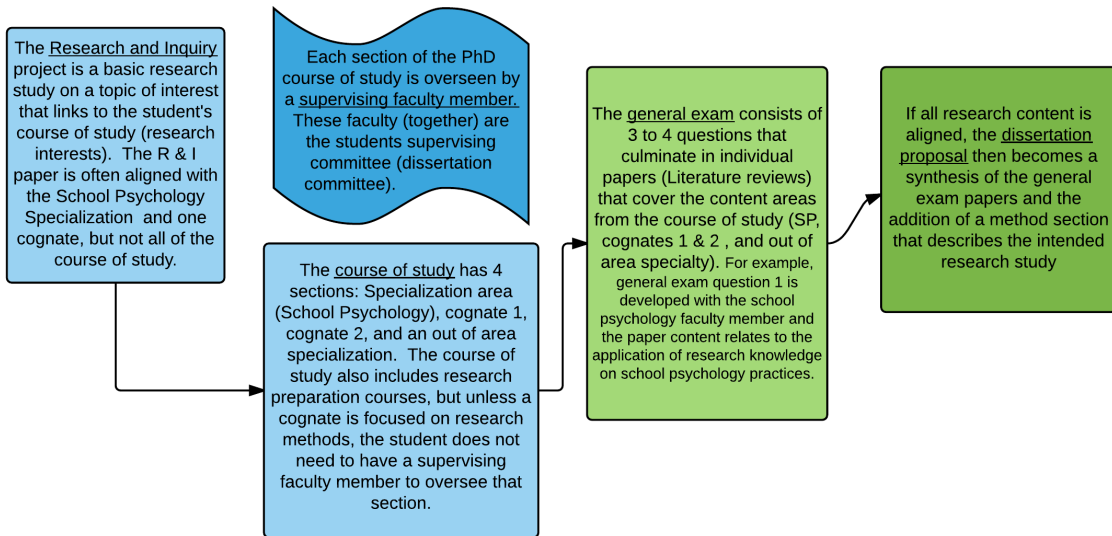 The Research and Inquiry
project is a basic research
study on a topic of interest
that links to the student's
course of study (research
interists). The R & I
paper is often aligned with
the School Psychology
Specialization and one
cognate, but not all of the
course of study.
Each section of the PhD
course of study is overseen by
a supervising faculty member.
These faculty (together) are
the students supervising
committee (dissertation
committee).
The course of study has 4
sections: Specialization area
(School Psychology), cognate 1,
cognate 2, and an out of area
specialization. The course of
study also includes research
preparation courses, but unless a
cognate is focused on research
methods, the student does not
need to have a supervising
faculty member to oversee that
section.
The general exam consists of
3 to 4 questions that
culminate in individual
papers (Literature reviews)
that cover the content areas
from the course of study (SP,
cognates 1 & 2 , and out of
area specialty). For example,
general exam question 1 is
developed with the school
psychology faculty member and
the paper content relates to the
application of research knowledge
on school psychology practices.
If all research content is
aligned, the dissertation
proposal then becomes a
synthesis of the general
exam papers and the
addition of a method section
that describes the intended
research study